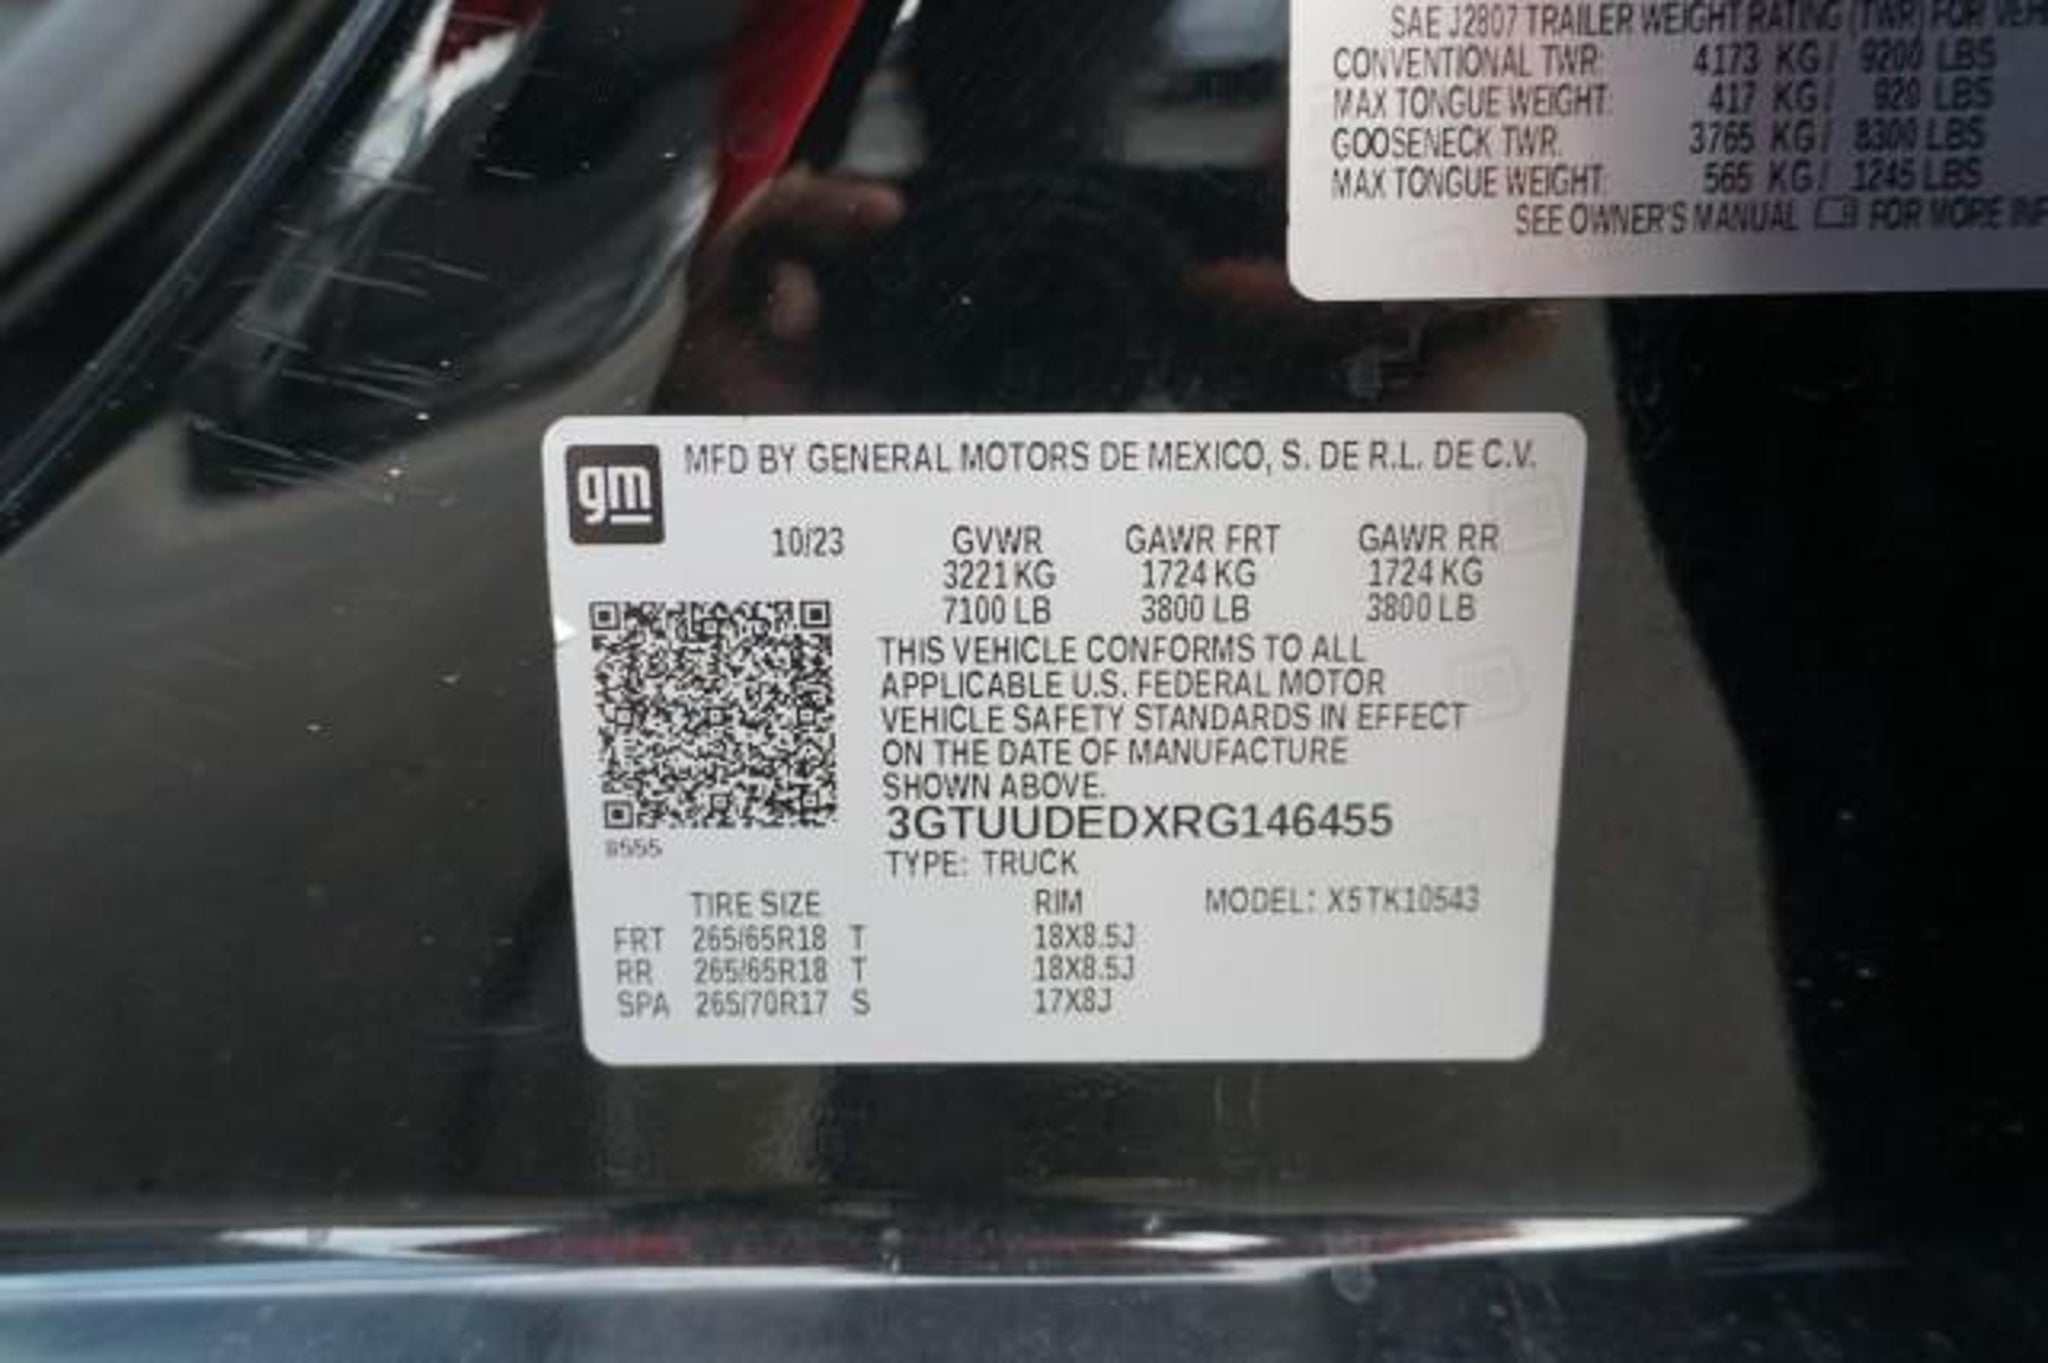 SAE J2807 TRAILER WEIGHT RATING (TWR) FOR
CONVENTIONAL TWR: 4173 KG / 9200 LBS
MAX TONGUE WEIGHT: 417 KG / 920 LBS
GOOSENECK TWR: 3765 KG / 8300 LBS
MAX TONGUE WEIGHT: 565 KG / 1245 LBS
SEE OWNER'S MANUAL FOR MORE
gm
MFD BY GENERAL MOTORS DE MEXICO, S. DE R.L. DE C.V.
10/23 GVWR GAWR FRT GAWR RR
3221 KG 1724 KG 1724 KG
7100 LB 3800 LB 3800 LB
THIS VEHICLE CONFORMS TO ALL
APPLICABLE U.S. FEDERAL MOTOR
VEHICLE SAFETY STANDARDS IN EFFECT
ON THE DATE OF MANUFACTURE
SHOWN ABOVE.
3GTUUDEDXRG146455
TYPE: TRUCK
TIRE SIZE RIM MODEL: X5TK10543
FRT 265/65R18 T 18X8.5J
RR 265/65R18 T 18X8.5J
SPA 265/70R17 S 17X8J